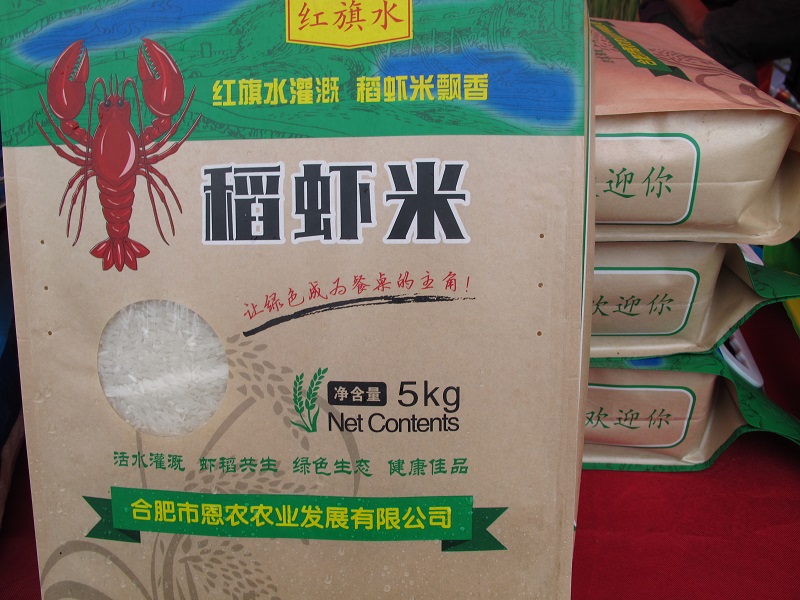 红旗水
红旗水灌溉 稻虾米飘香
稻虾米
让绿色成为餐桌的主角!
净含量 5kg
Net Contents
活水灌溉 虾稻共生 绿色生态 健康佳品
合肥市恩农农业发展有限公司
迎你
欢迎你
欢迎你